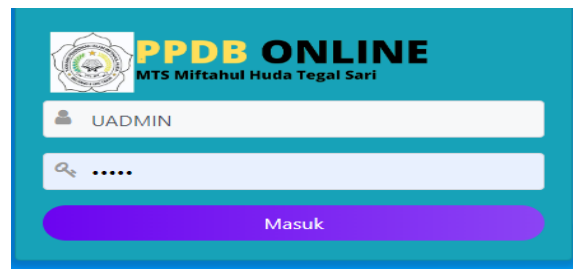 PPDB ONLINE
MTS Miftahul Huda Tegal Sari
UADMIN
•••••
Masuk